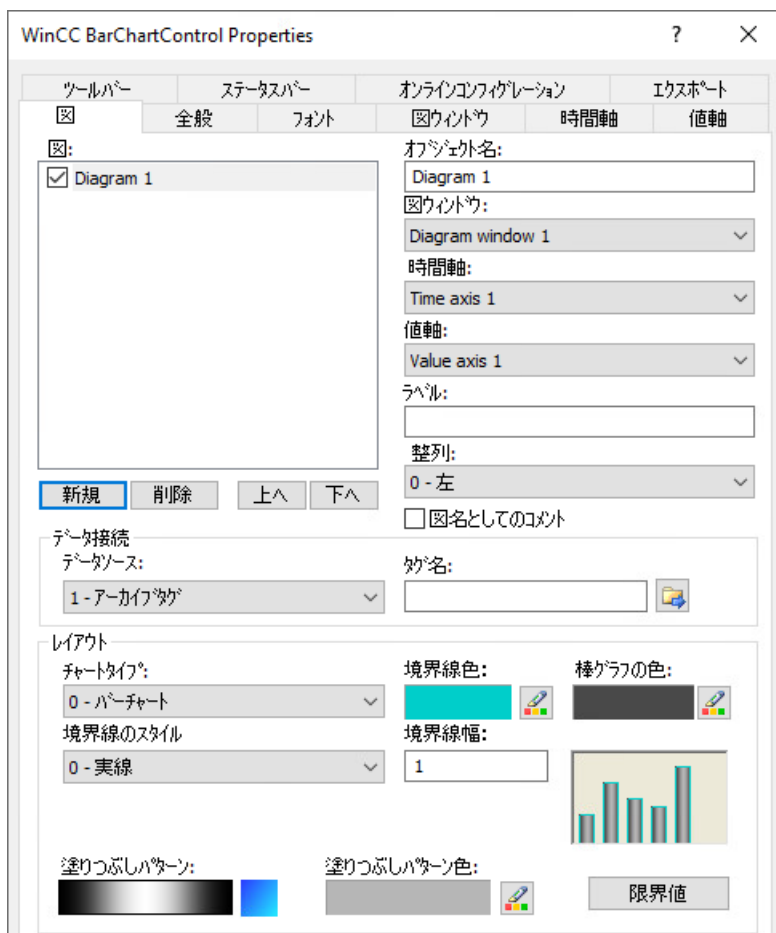 WinCC BarChartControl Properties ?
ツールバー ステータスバー オンラインコンフィグレーション エクスポート
図 全般 フォント 図ウィンドウ 時間軸 値軸
図:
Diagram 1
オブジェクト名:
Diagram 1
図ウィンドウ:
Diagram window 1
時間軸:
Time axis 1
値軸:
Value axis 1
ラベル:
整列:
0 - 左
新規 削除 上へ 下へ
図名としてのコメント
データ接続
データソース:
タグ名:
1 - アーカイブタグ
レイアウト
チャートタイプ:
境界線色:
棒グラフの色:
0 - バーチャート
境界線のスタイル
境界線幅:
0 - 実線
1
塗りつぶしパターン:
塗りつぶしパターン色:
限界値